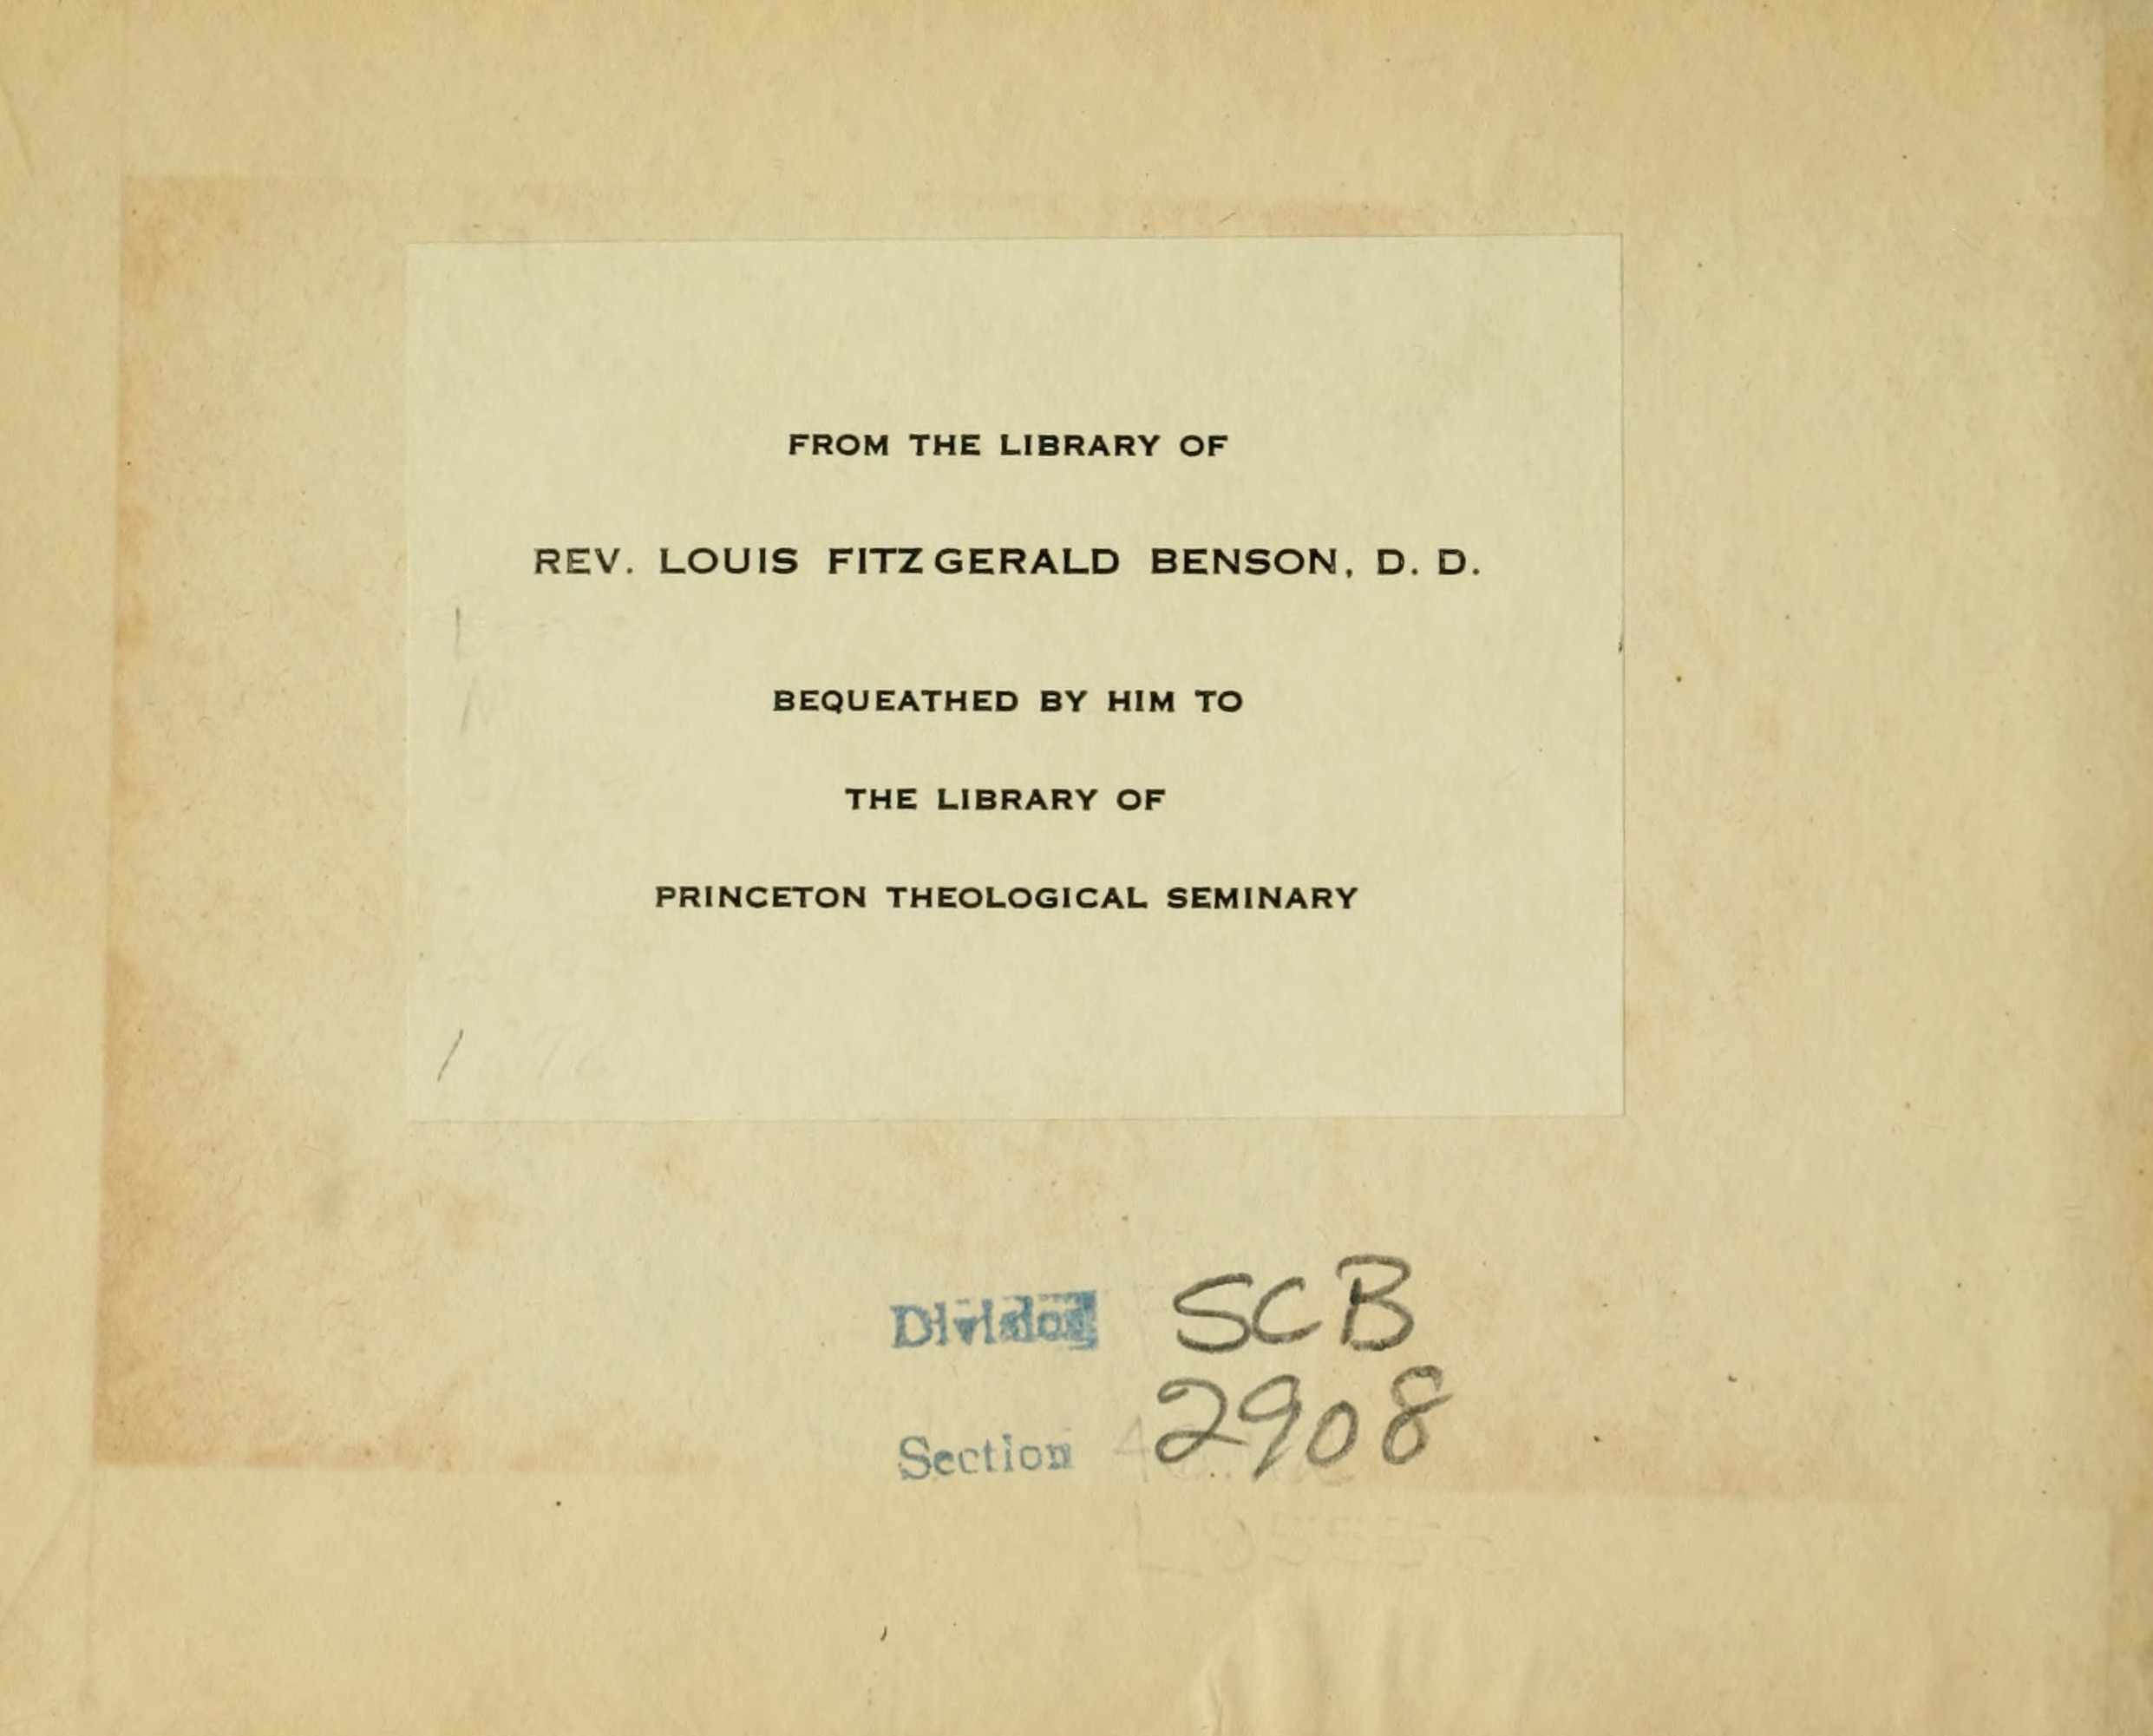 FROM THE LIBRARY OF
REV. LOUIS FITZGERALD BENSON, D. D.
BEQUEATHED BY HIM TO
THE LIBRARY OF
PRINCETON THEOLOGICAL SEMINARY
Division SCB
Section 2908